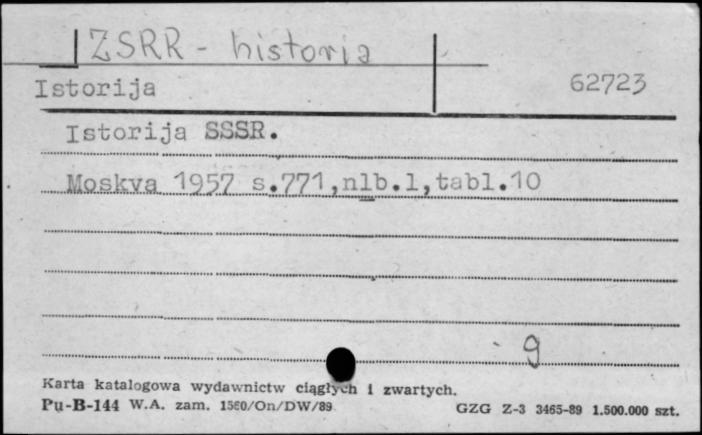 ZSRR - historia
Istorija 62723
Istorija SSSR.
Moskva 1957 s.771,nlb.1,tabl.10
g
Karta katalogowa wydawnictw ciągłych i zwartych.
Pu-B-144 W.A. zam. 1560/On/DW/89 GZG Z-3 3465-89 1.500.000 szt.